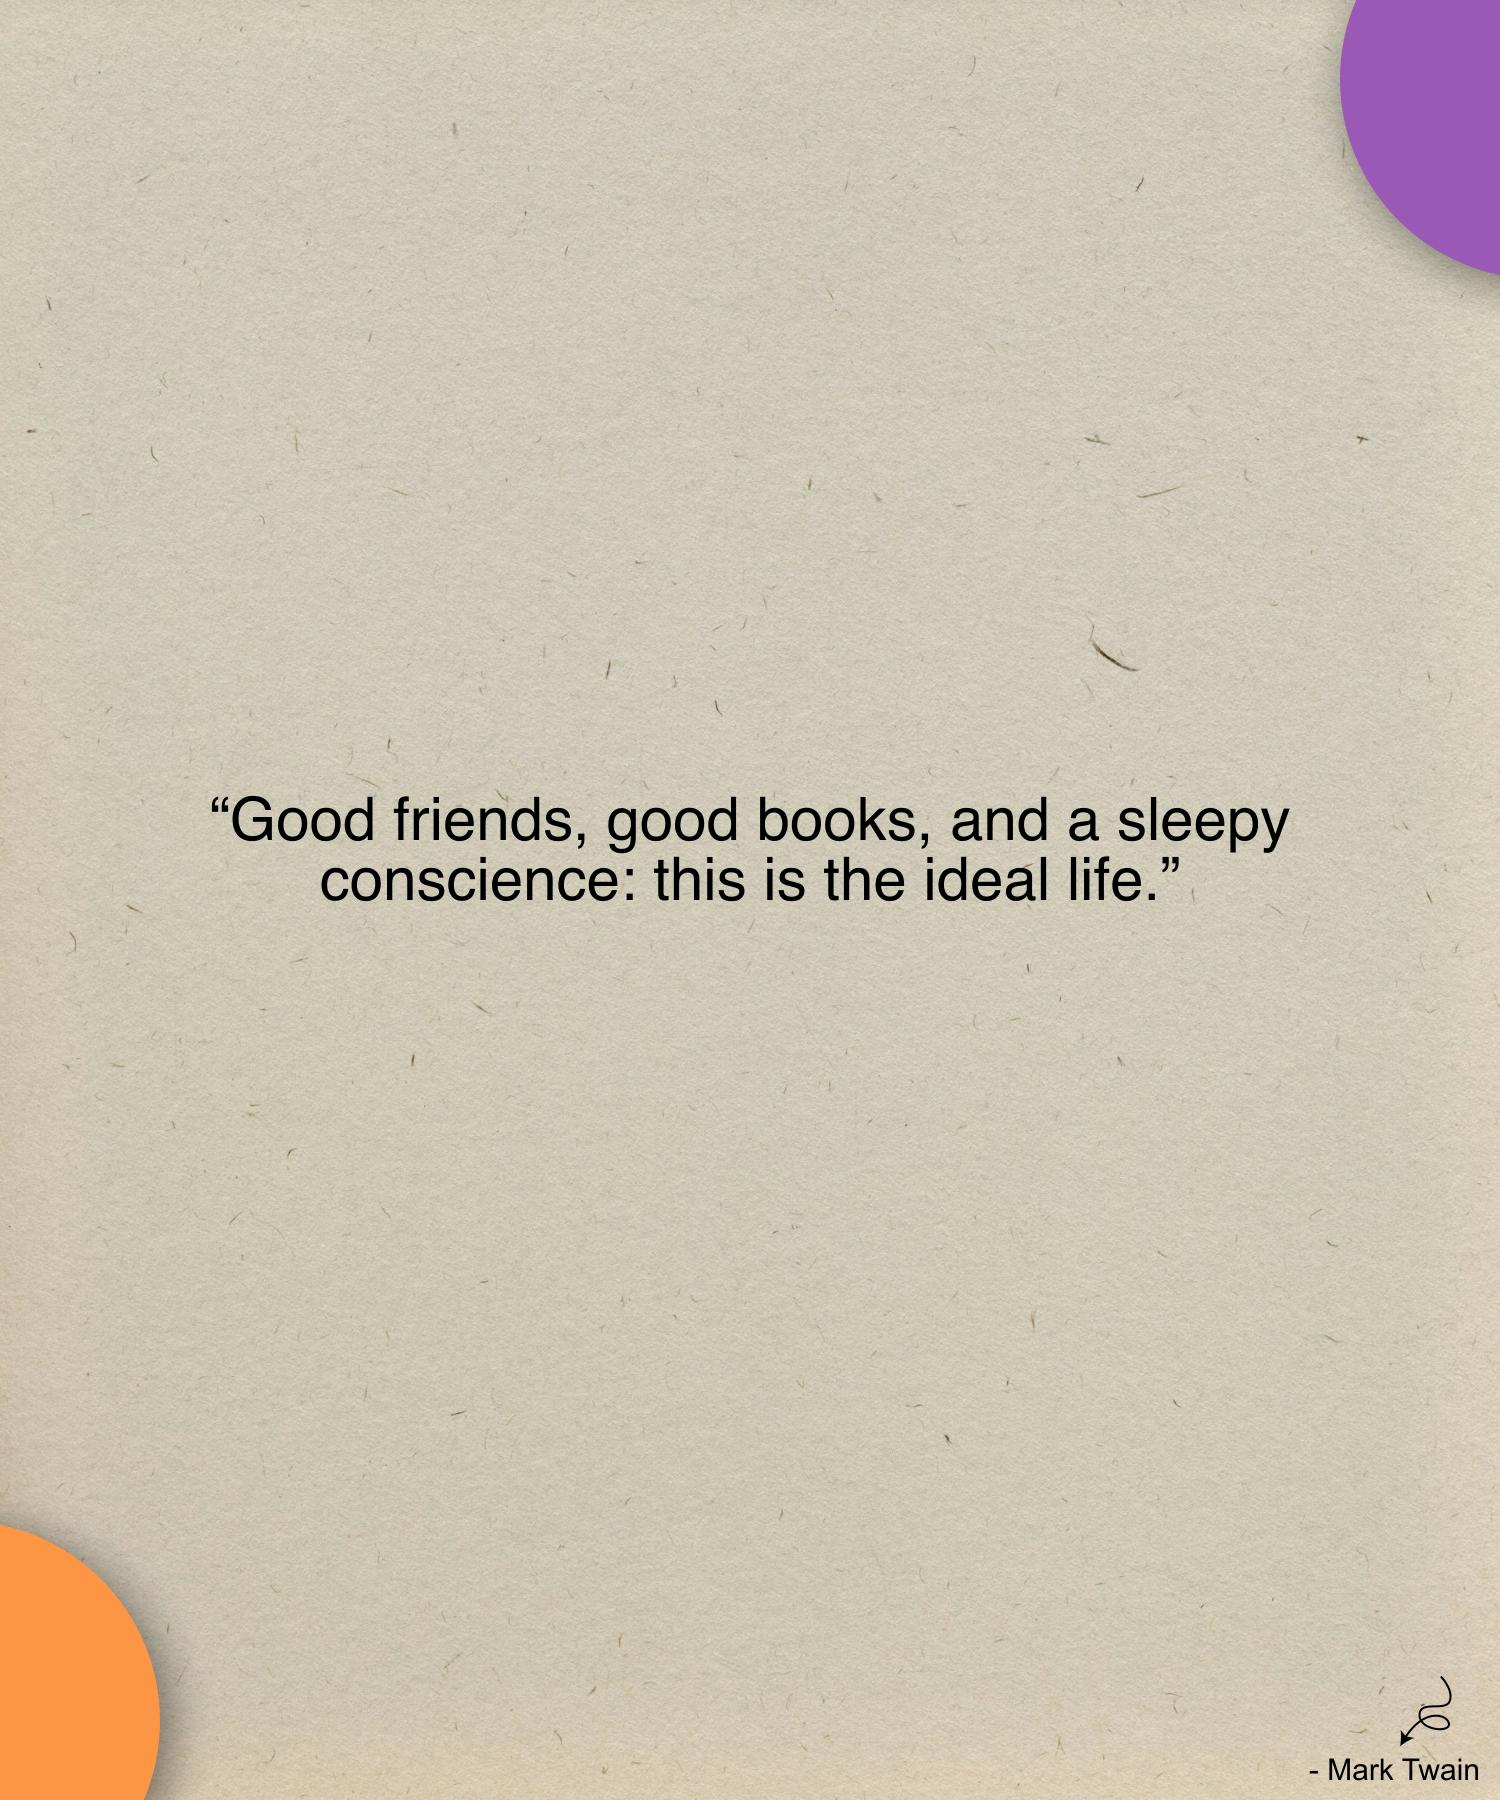 “Good friends, good books, and a sleepy
conscience: this is the ideal life.”
- Mark Twain